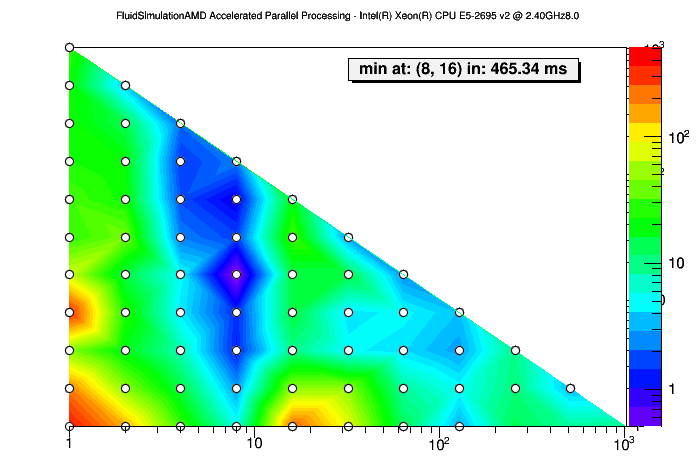 FluidSImulationAMD Accelerated Parallel Processing - Intel(R) Xeon(R) CPU E5-2695 v2 @ 2.40GHz8.0
min at: (8, 16) in: 465.34 ms
10²
10
1
1 10 10² 10³